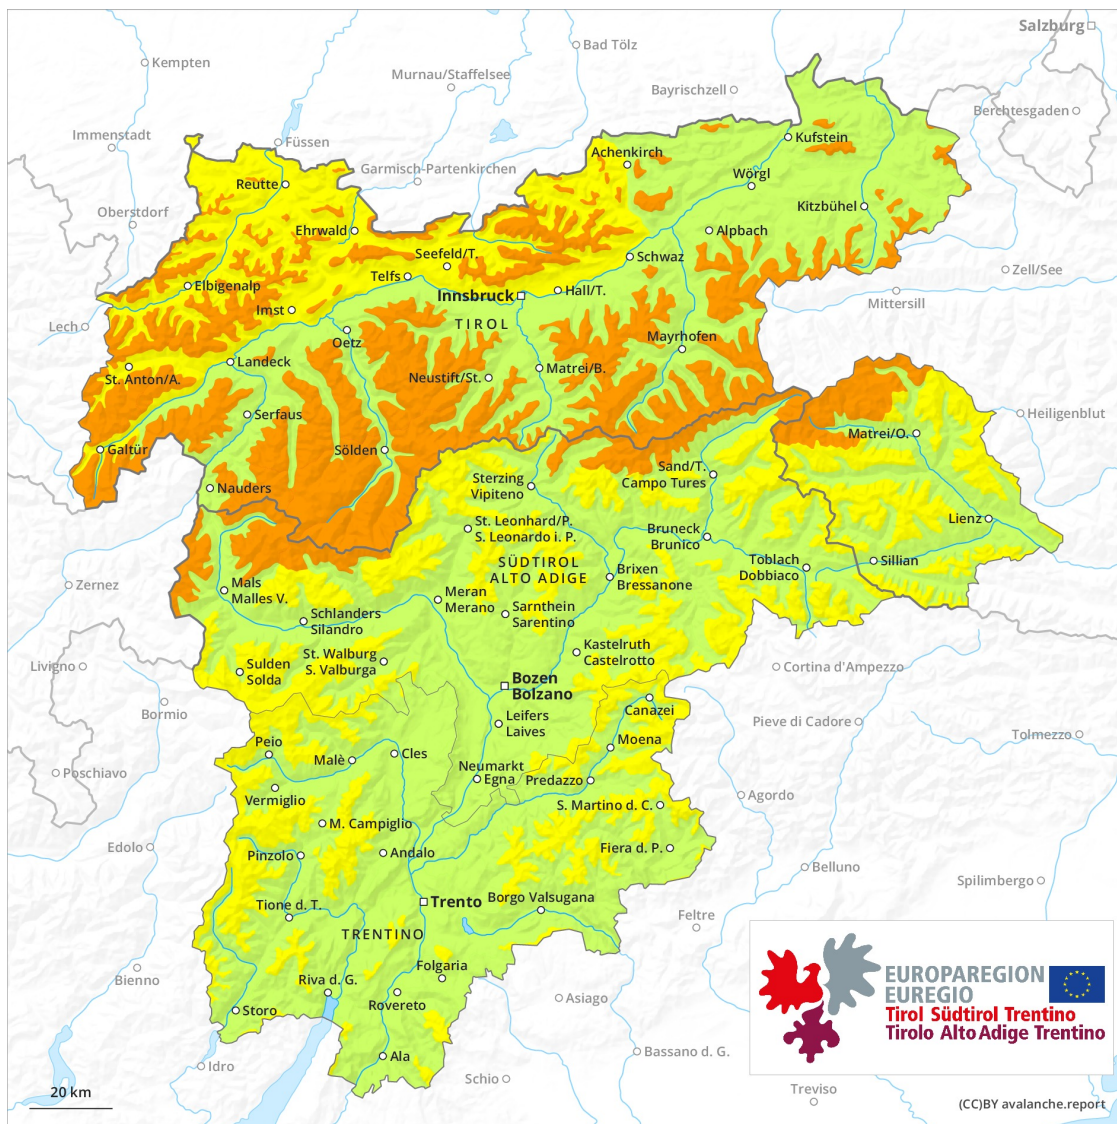 Salzburg
Bad Tölz
Kempten
Murnau/Staffelsee
Bayrischzell
Berchtesgaden
Immenstadt
Füssen
Kufstein
Achenkirch
Garmisch-Partenkirchen
Wörgl
Reutte
Kitzbühel
Oberstdorf
Ehrwald
Alpbach
Seefeld/T.
Schwaz
Zell/See
Telfs
Elbigenalp
Hall/T.
Innsbruck
Mittersill
Imst
TIROL
Lech
Oetz
Mayrhofen
Landeck
Matrei/B.
St. Anton/A.
Neustift/St.
Serfaus
Heiligenblut
Matrei/O.
Galtür
Sölden
Sand/T.
Campo Tures
Sterzing
Vipiteno
Nauders
St. Leonhard/P.
S. Leonardo i. P.
Lienz
Bruneck
Brunico
SÜDTIROL
ALTO ADIGE
Toblach
Dobbiaco
Sillian
Brixen
Bressanone
Zernez
Mals
Malles V.
Meran
Merano
Sarnthein
Sarentino
Schlanders
Silandro
Kastelruth
Castelrotto
St. Walburg
S. Valburga
Livigno
Sulden
Solda
Cortina d'Ampezzo
Bozen
Bolzano
Canazei
Bormio
Leifers
Laives
Pieve di Cadore
Tolmezzo
Moena
Peio
Cles
Malè
Poschiavo
Neumarkt
Egna
Predazzo
Vermiglio
Agordo
S. Martino d. C.
M. Campiglio
Edolo
Fiera d. P.
Pinzolo
Andalo
Belluno
Spilimbergo
Borgo Valsugana
Trento
Tione d. T.
Feltre
TRENTINO
Folgaria
Bienno
Riva d. G.
Rovereto
Asiago
Storo
EUROPAREGION
EUREGIO
Tirol Südtirol Trentino
Tirolo Alto Adige Trentino
Ala
Bassano d. G.
Idro
Schio
Treviso
20 km
(CC)BY avalanche.report